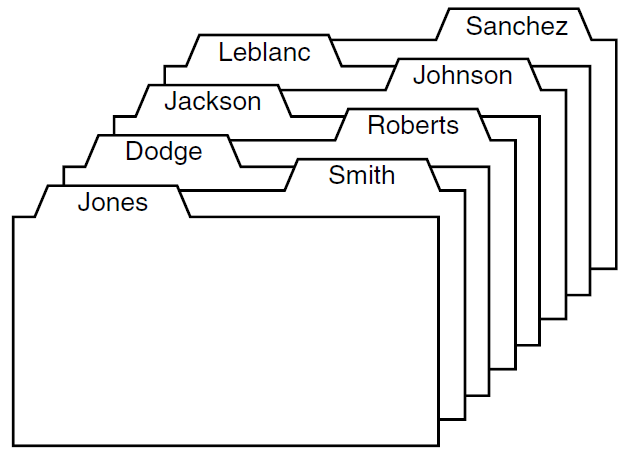 Sanchez
Leblanc
Johnson
Jackson
Roberts
Dodge
Smith
Jones